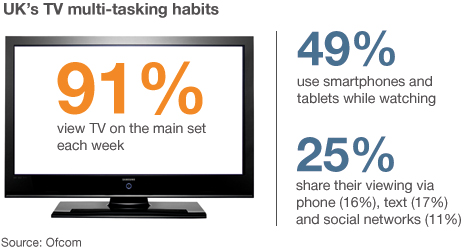 UK's TV multi-tasking habits
91%
view TV on the main set
each week
49%
use smartphones and
tablets while watching
25%
share their viewing via
phone (16%), text (17%)
and social networks (11%)
Source: Ofcom